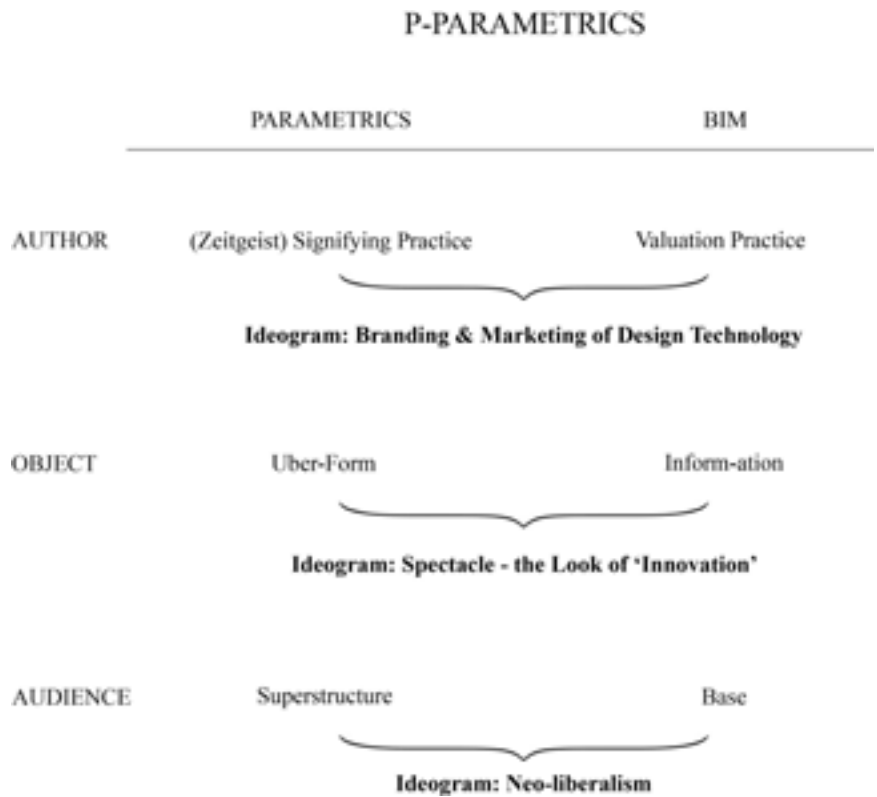 P-PARAMETRICS
PARAMETRICS BIM
AUTHOR (Zeitgeist) Signifying Practice Valuation Practice
Ideogram: Branding & Marketing of Design Technology
OBJECT Uber-Form Inform-ation
Ideogram: Spectacle - the Look of ‘Innovation’
AUDIENCE Superstructure Base
Ideogram: Neo-liberalism